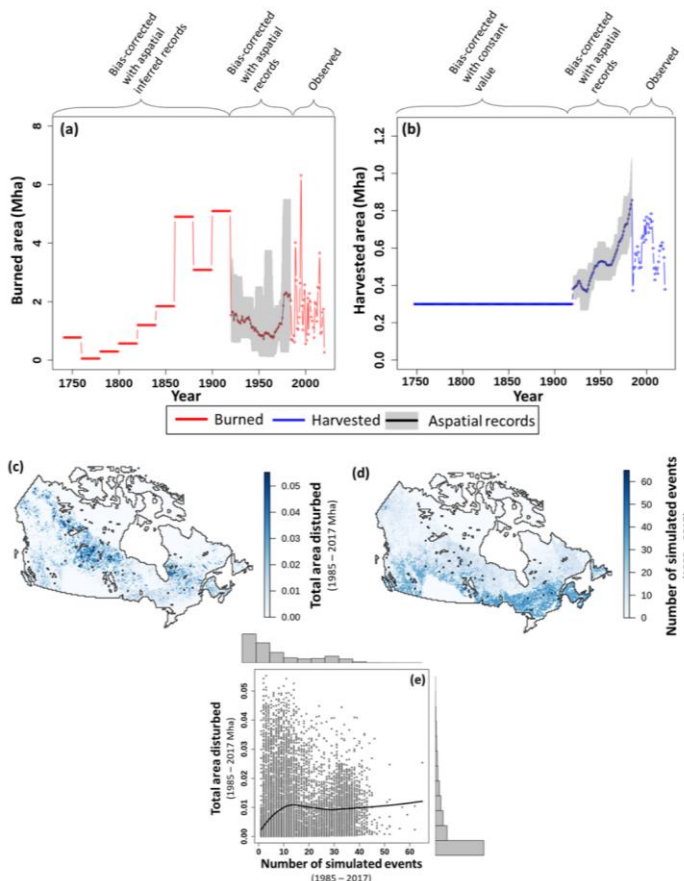 Bias-corrected
with aspatial
inferred records
Bias-corrected
with aspatial
records
Observed
Bias-corrected
with constant
value
Bias-corrected
with aspatial
records
Observed
(a)
Burned area (Mha)
8
6
4
2
0
1750 1800 1850 1900 1950 2000
Year
(b)
Harvested area (Mha)
1.2
1.0
0.8
0.6
0.4
0.2
0.0
1750 1800 1850 1900 1950 2000
Year
Burned Harvested Aspatial records
(c)
0.05
0.04
0.03
0.02
0.01
0.00
Total area disturbed
(1985 – 2017 Mha)
(d)
60
50
40
30
20
10
0
Number of simulated events
(e)
Total area disturbed
(1985 – 2017 Mha)
0.05
0.04
0.03
0.02
0.01
0.00
0 10 20 30 40 50 60
Number of simulated events
(1985 – 2017)